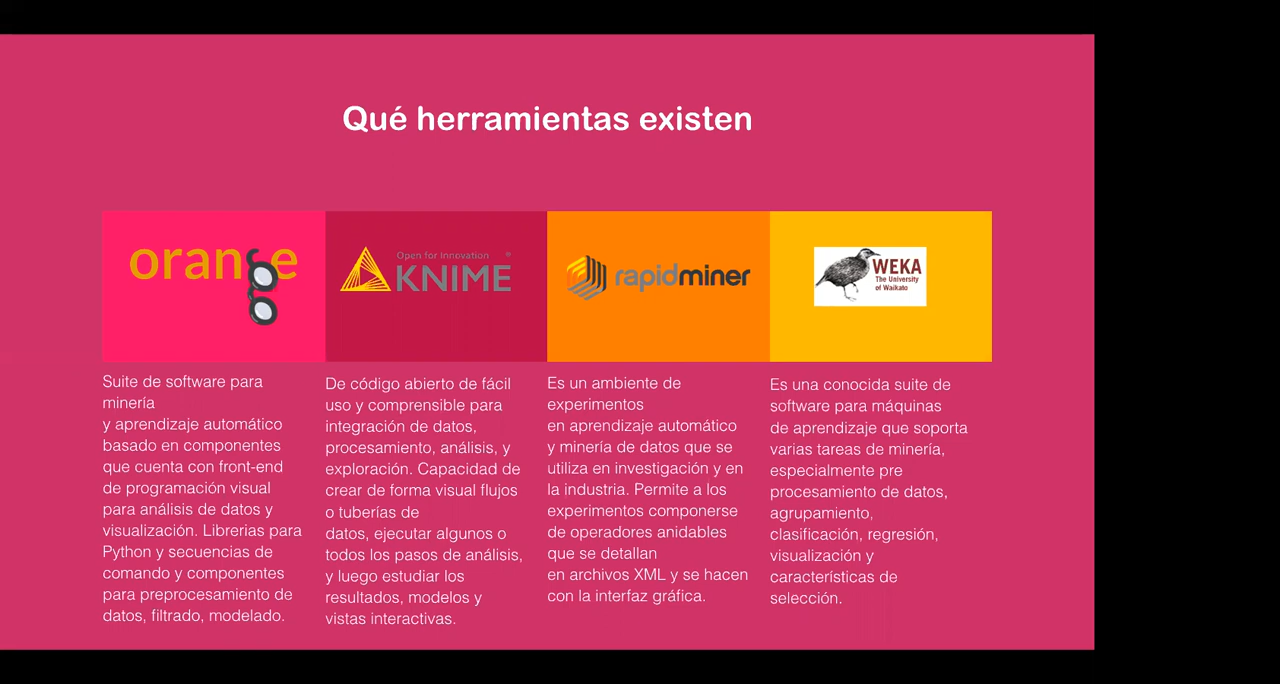 Qué herramientas existen
orange
Open for Innovation ®
KNIME
rapidminer
WEKA
The University
of Waikato
Suite de software para
minería
y aprendizaje automático
basado en componentes
que cuenta con front-end
de programación visual
para análisis de datos y
visualización. Librerias para
Python y secuencias de
comando y componentes
para preprocesamiento de
datos, filtrado, modelado.
De código abierto de fácil
uso y comprensible para
integración de datos,
procesamiento, análisis, y
exploración. Capacidad de
crear de forma visual flujos
o tuberías de
datos, ejecutar algunos o
todos los pasos de análisis,
y luego estudiar los
resultados, modelos y
vistas interactivas.
Es un ambiente de
experimentos
en aprendizaje automático
y minería de datos que se
utiliza en investigación y en
la industria. Permite a los
experimentos componerse
de operadores anidables
que se detallan
en archivos XML y se hacen
con la interfaz gráfica.
Es una conocida suite de
software para máquinas
de aprendizaje que soporta
varias tareas de minería,
especialmente pre
procesamiento de datos,
agrupamiento,
clasificación, regresión,
visualización y
características de
selección.